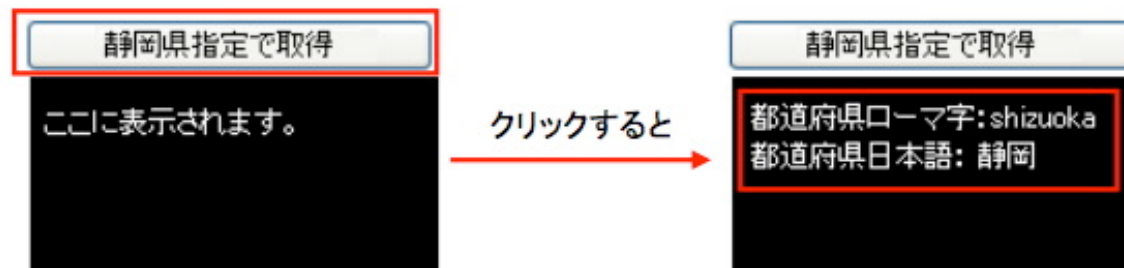 静岡県指定で取得
ここに表示されます。
クリックすると
静岡県指定で取得
都道府県ローマ字:shizuoka
都道府県日本語: 静岡